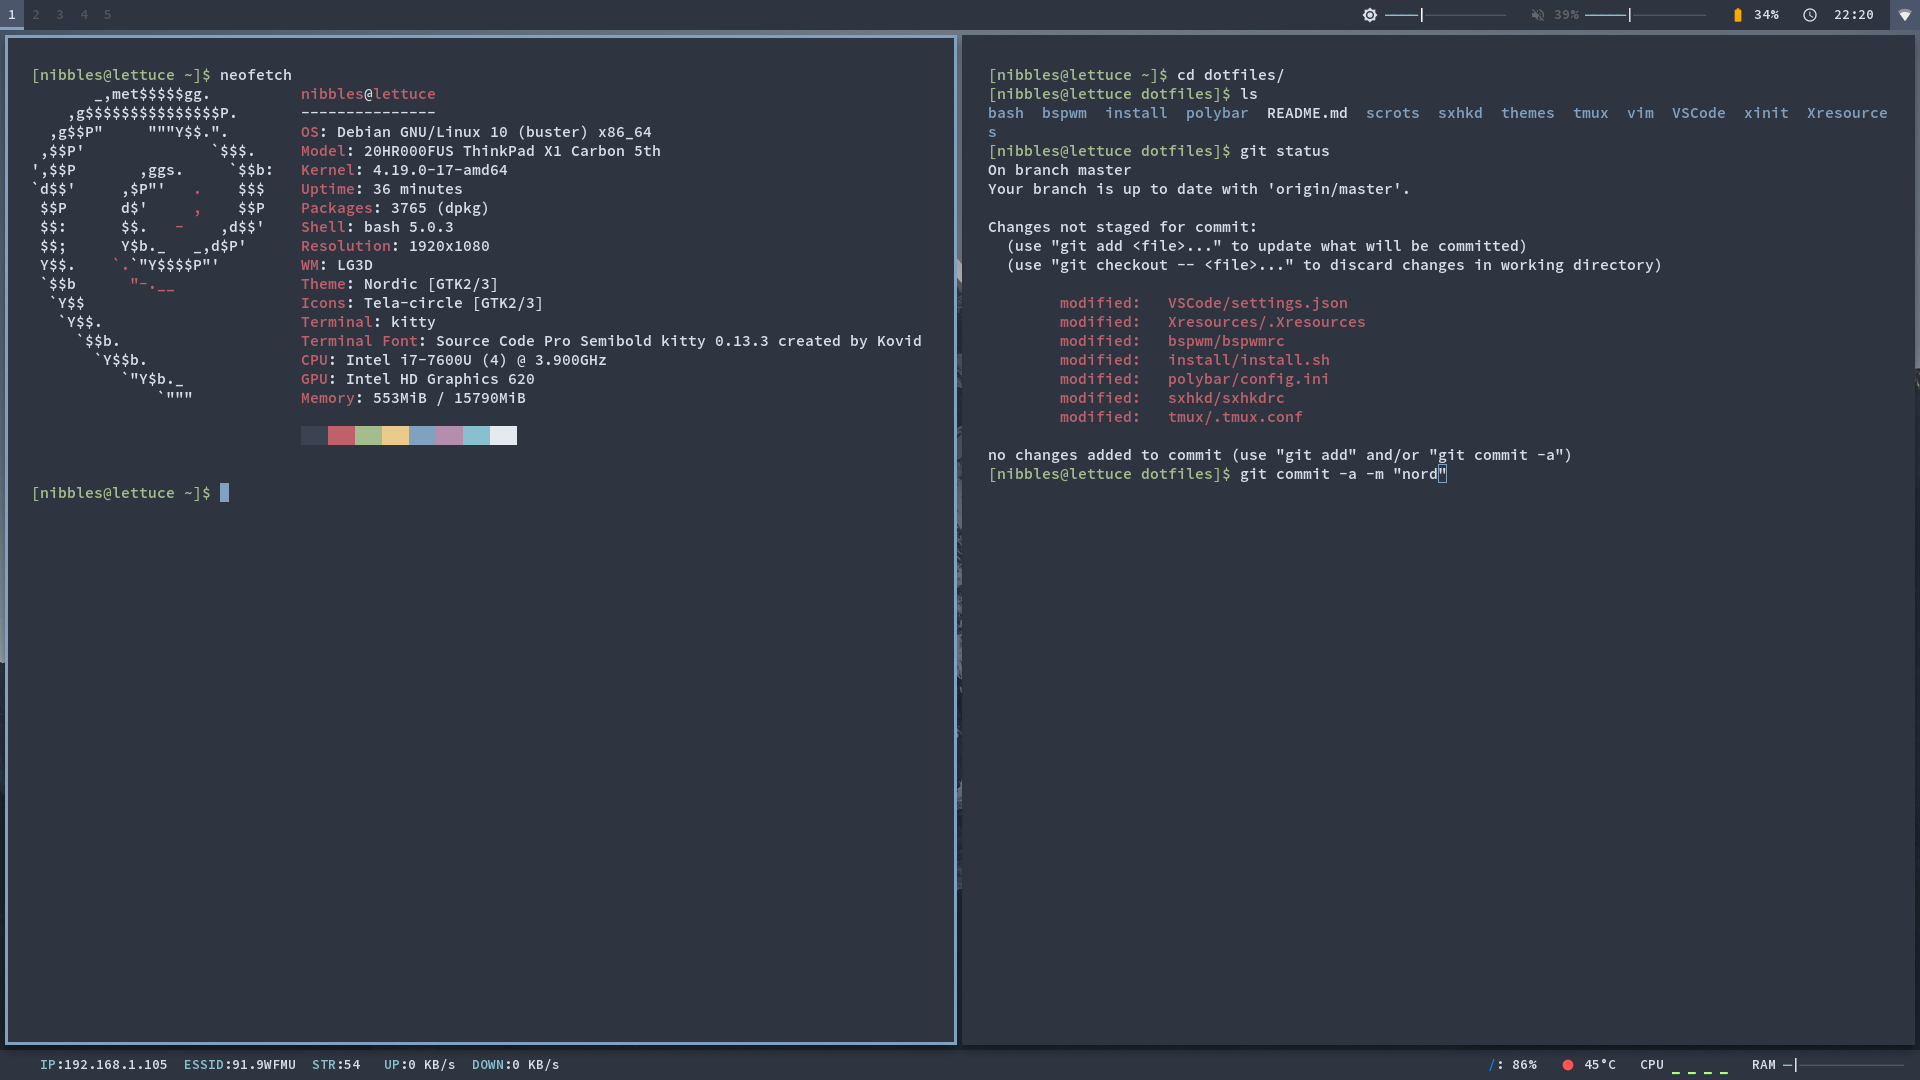 1 2 3 4 5 39% 34% 22:20
[nibbles@lettuce ~]$ neofetch
       _,met$$$$$gg.          nibbles@lettuce
    ,g$$$$$$$$$$$$$$$P.       ---------------
  ,g$$P"     """Y$$.".        OS: Debian GNU/Linux 10 (buster) x86_64
 ,$$P'              `$$$.     Model: 20HR000FUS ThinkPad X1 Carbon 5th
',$$P       ,ggs.     `$$b:   Kernel: 4.19.0-17-amd64
`d$$'     ,$P"'   .    $$$    Uptime: 36 minutes
 $$P      d$'     ,    $$P    Packages: 3765 (dpkg)
 $$:      $$.   -    ,d$$'    Shell: bash 5.0.3
 $$;      Y$b._   _,d$P'      Resolution: 1920x1080
 Y$$.    `.`"Y$$$$P"'         WM: LG3D
 `$$b      "-.__              Theme: Nordic [GTK2/3]
  `Y$$                        Icons: Tela-circle [GTK2/3]
   `Y$$.                      Terminal: kitty
     `$$b.                    Terminal Font: Source Code Pro Semibold kitty 0.13.3 created by Kovid
       `Y$$b.                 CPU: Intel i7-7600U (4) @ 3.900GHz
          `"Y$b._             GPU: Intel HD Graphics 620
              `"""            Memory: 553MiB / 15790MiB
[nibbles@lettuce ~]$
[nibbles@lettuce ~]$ cd dotfiles/
[nibbles@lettuce dotfiles]$ ls
bash  bspwm  install  polybar  README.md  scrots  sxhkd  themes  tmux  vim  VSCode  xinit  Xresource
s
[nibbles@lettuce dotfiles]$ git status
On branch master
Your branch is up to date with 'origin/master'.
Changes not staged for commit:
  (use "git add <file>..." to update what will be committed)
  (use "git checkout -- <file>..." to discard changes in working directory)
        modified:   VSCode/settings.json
        modified:   Xresources/.Xresources
        modified:   bspwm/bspwmrc
        modified:   install/install.sh
        modified:   polybar/config.ini
        modified:   sxhkd/sxhkdrc
        modified:   tmux/.tmux.conf
no changes added to commit (use "git add" and/or "git commit -a")
[nibbles@lettuce dotfiles]$ git commit -a -m "nord"
IP:192.168.1.105  ESSID:91.9WFMU  STR:54   UP:0 KB/s  DOWN:0 KB/s /: 86% 45°C CPU RAM